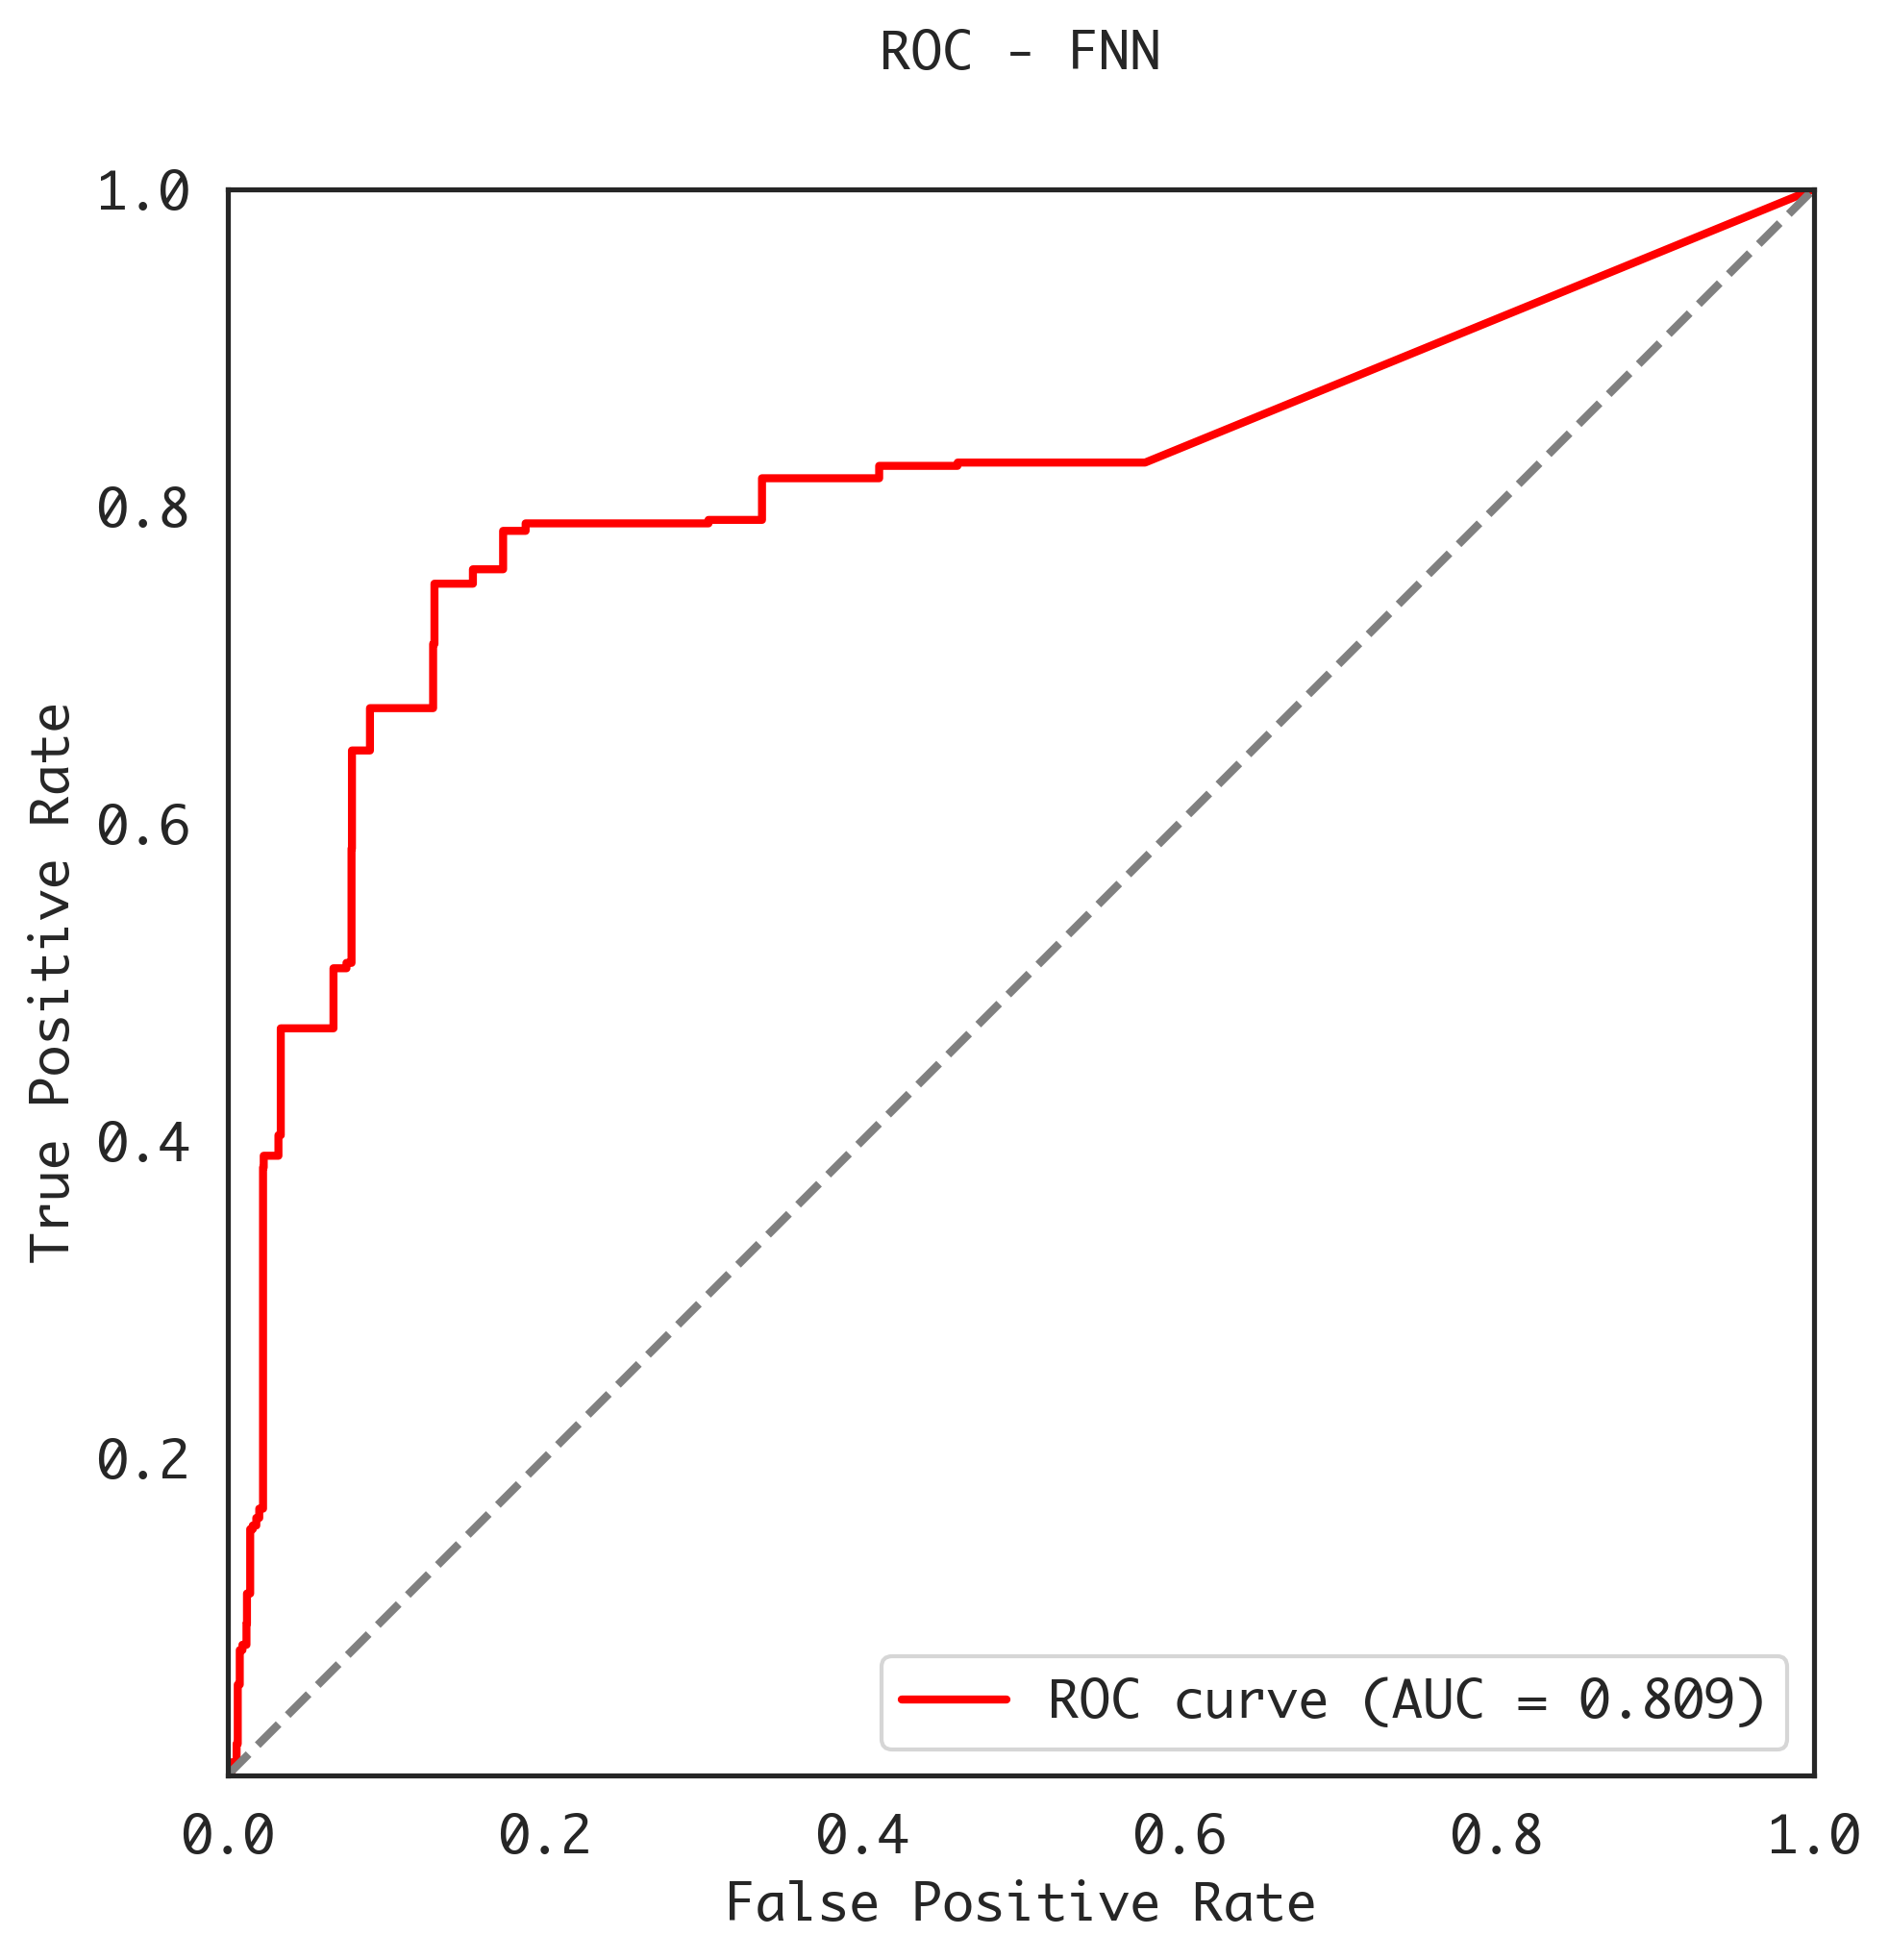 ROC - FNN
1.0
0.8
0.6
0.4
0.2
True Positive Rate
ROC curve (AUC = 0.809)
0.0 0.2 0.4 0.6 0.8 1.0
False Positive Rate